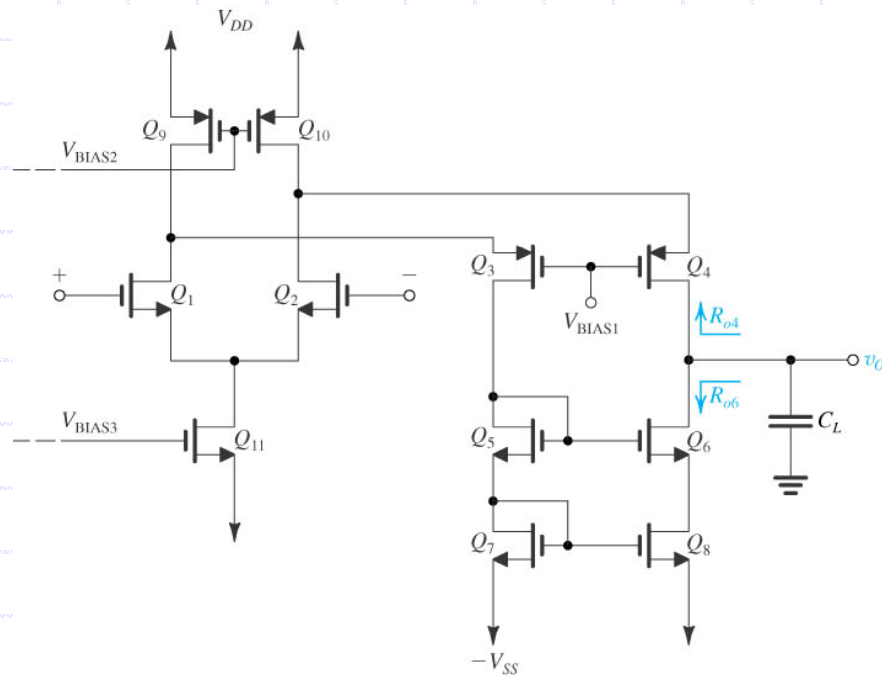 V_DD
Q_9
Q_10
V_BIAS2
Q_3
Q_4
+
Q_1
Q_2
−
V_BIAS1
R_o4
v_O
R_o6
V_BIAS3
Q_11
Q_5
Q_6
C_L
Q_7
Q_8
−V_SS